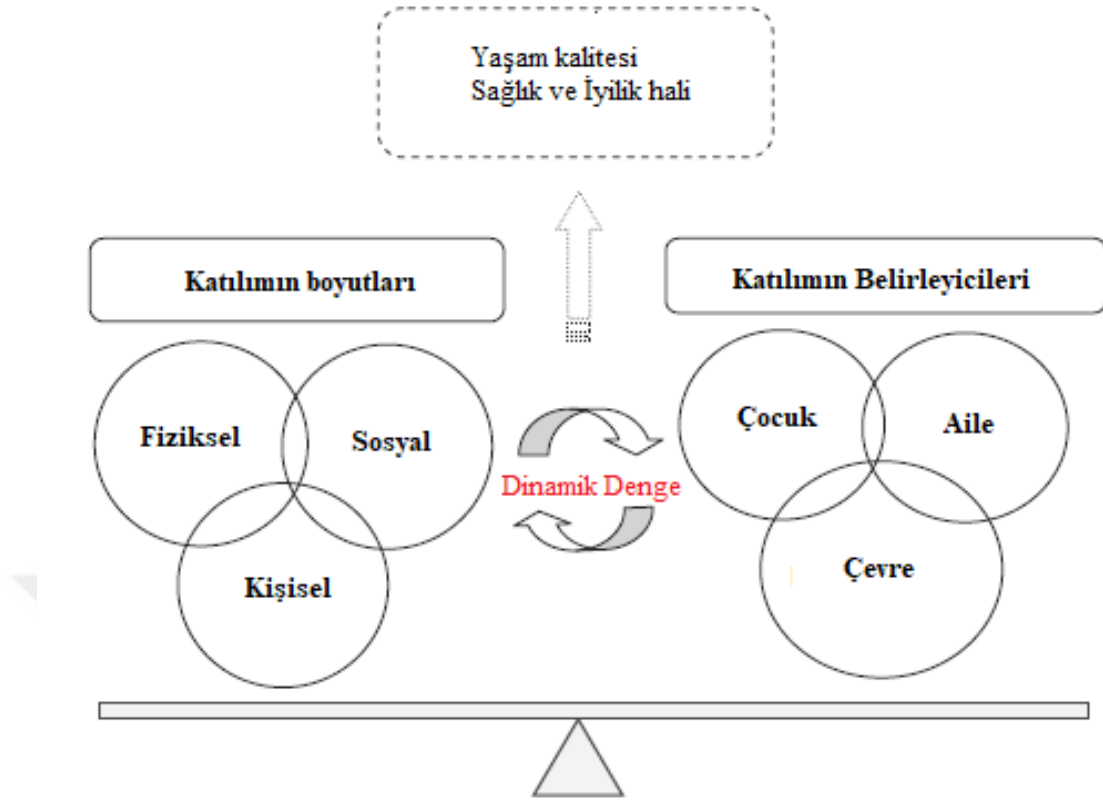 Yaşam kalitesi
Sağlık ve İyilik hali
Katılımın boyutları
Katılımın Belirleyicileri
Fiziksel
Sosyal
Kişisel
Dinamik Denge
Çocuk
Aile
Çevre